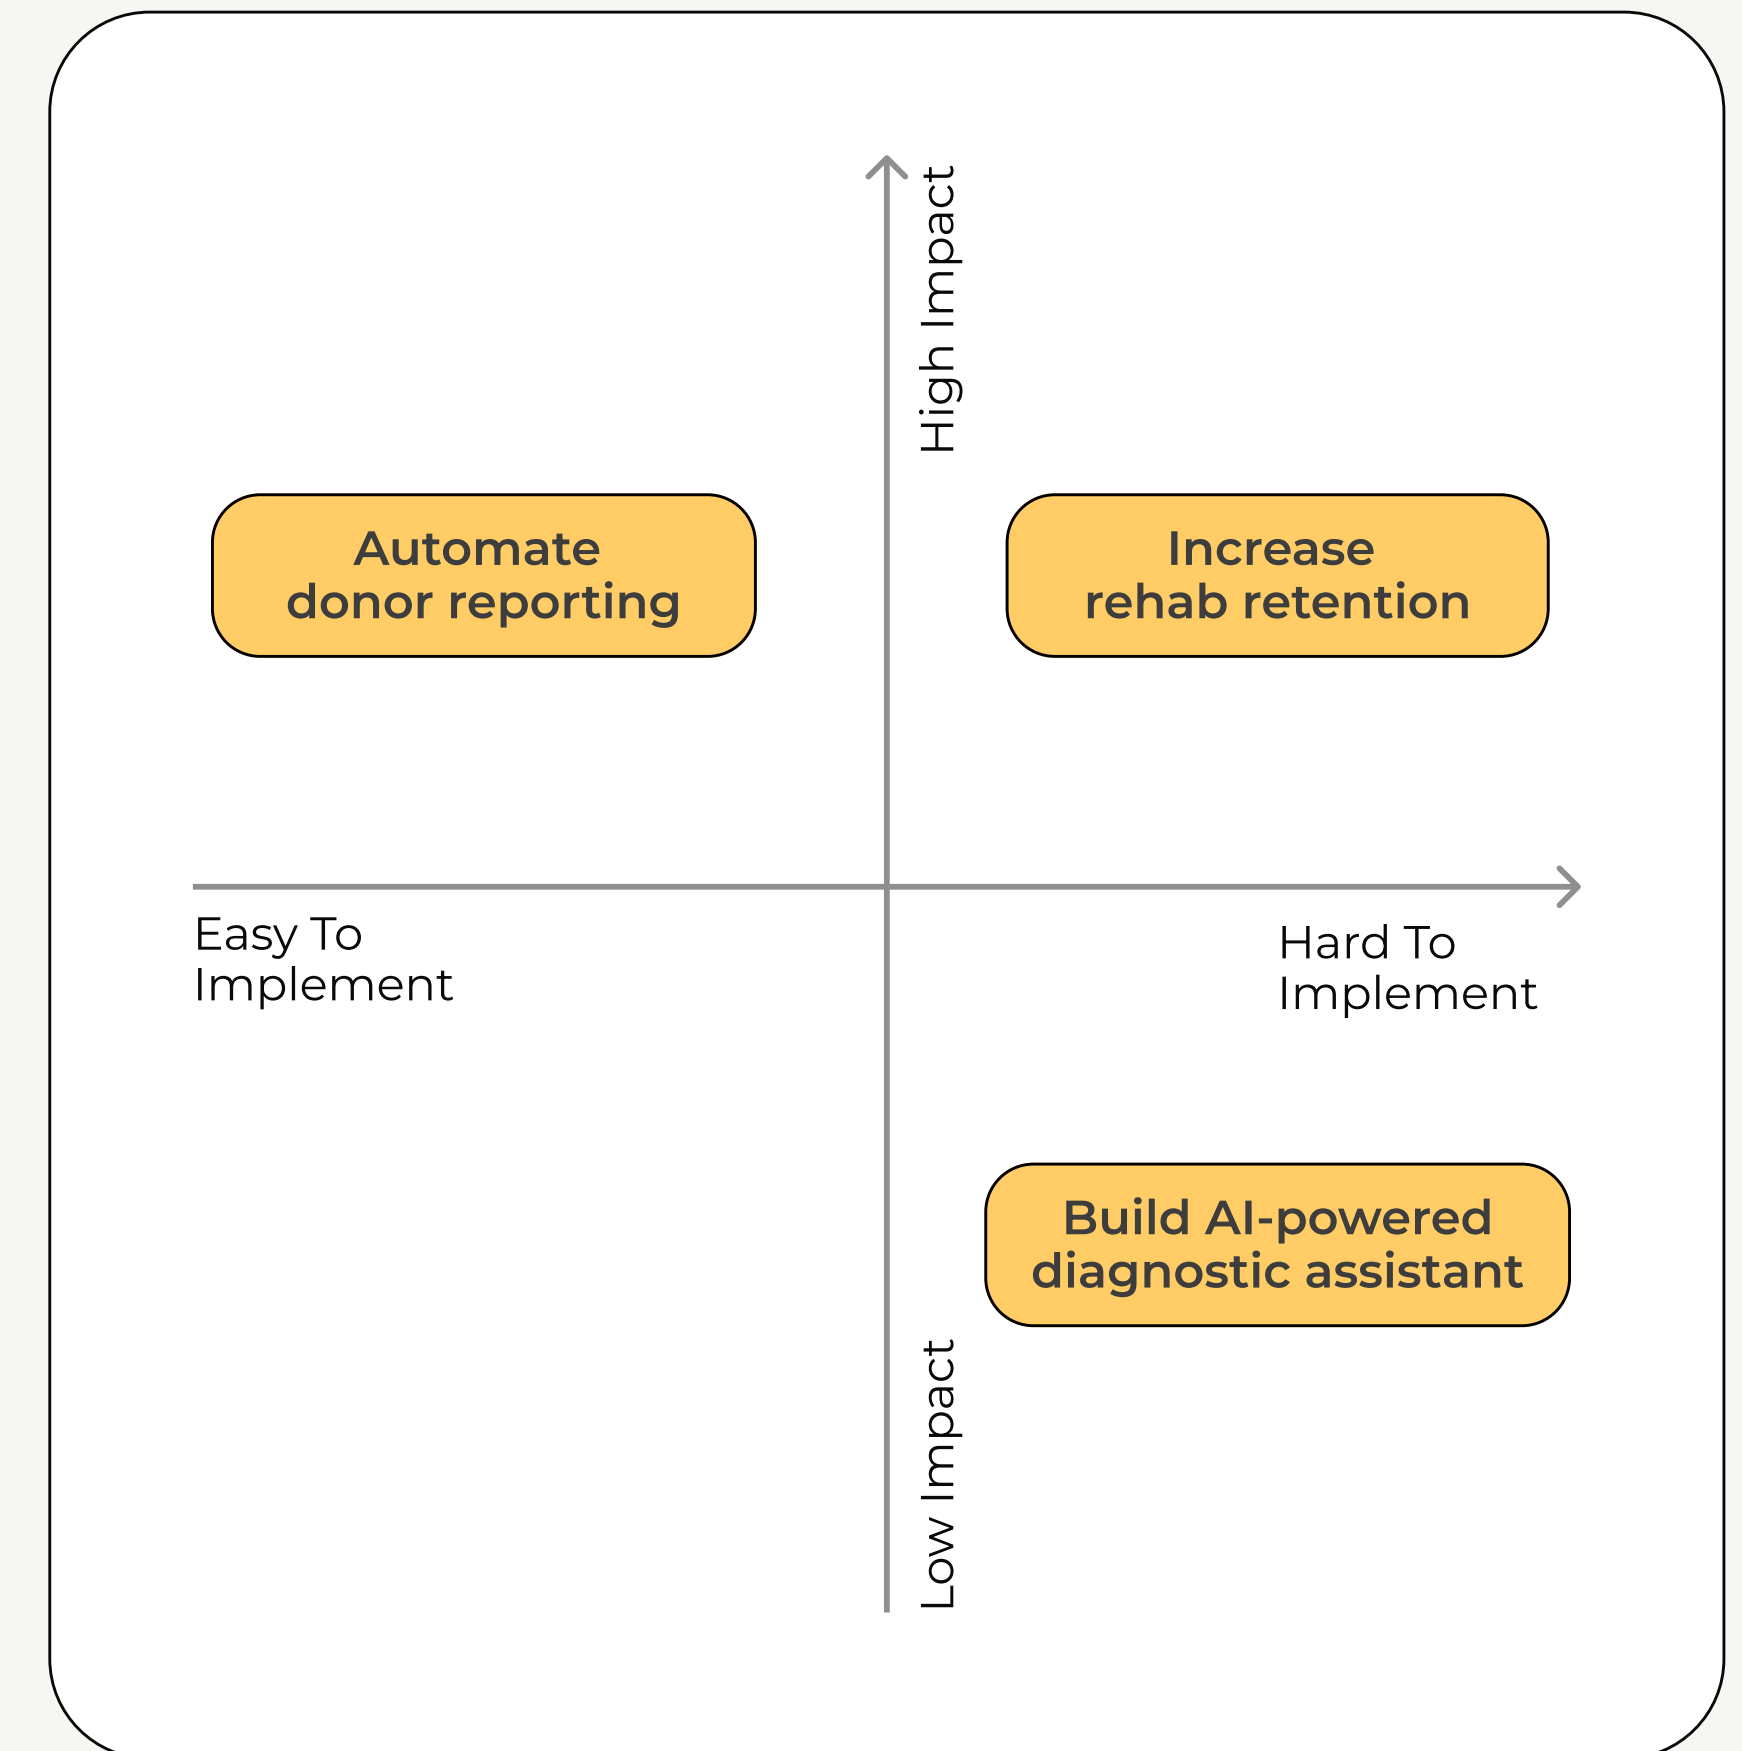 High Impact
Automate
donor reporting
Increase
rehab retention
Easy To
Implement
Hard To
Implement
Build AI-powered
diagnostic assistant
Low Impact